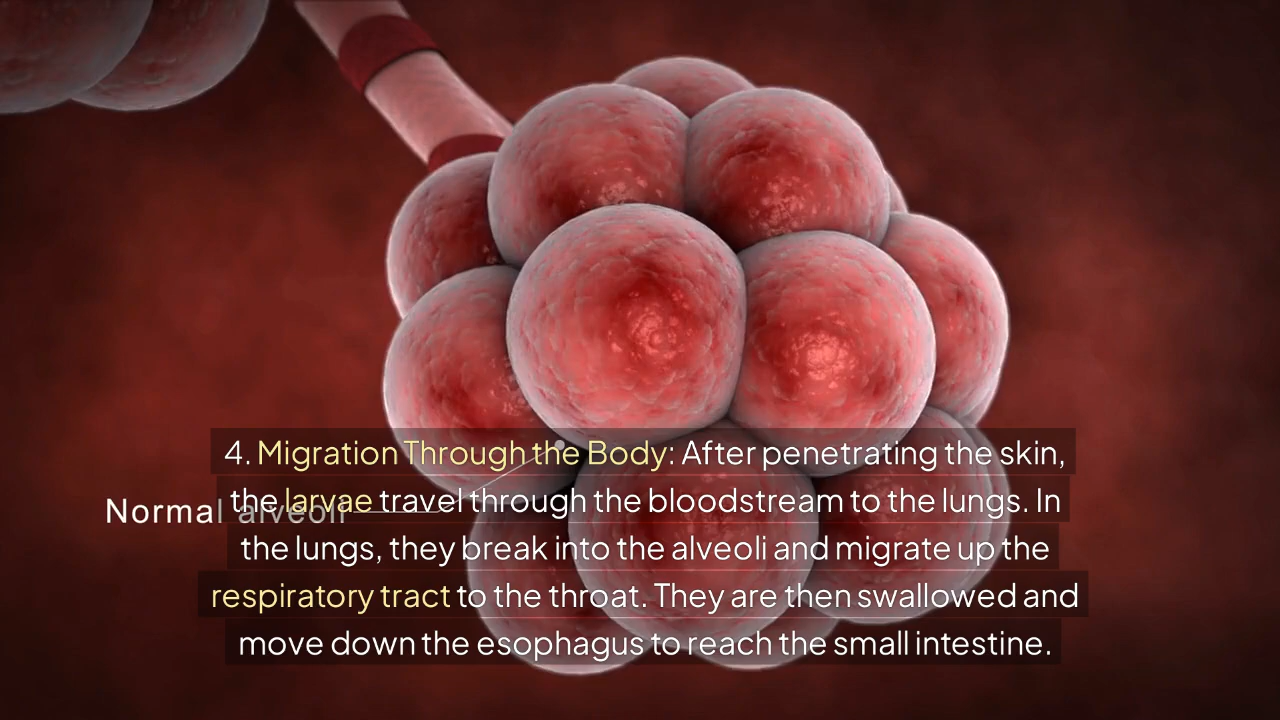 4. Migration Through the Body: After penetrating the skin,
the larvae travel through the bloodstream to the lungs. In
the lungs, they break into the alveoli and migrate up the
respiratory tract to the throat. They are then swallowed and
move down the esophagus to reach the small intestine.
Normal alveoli